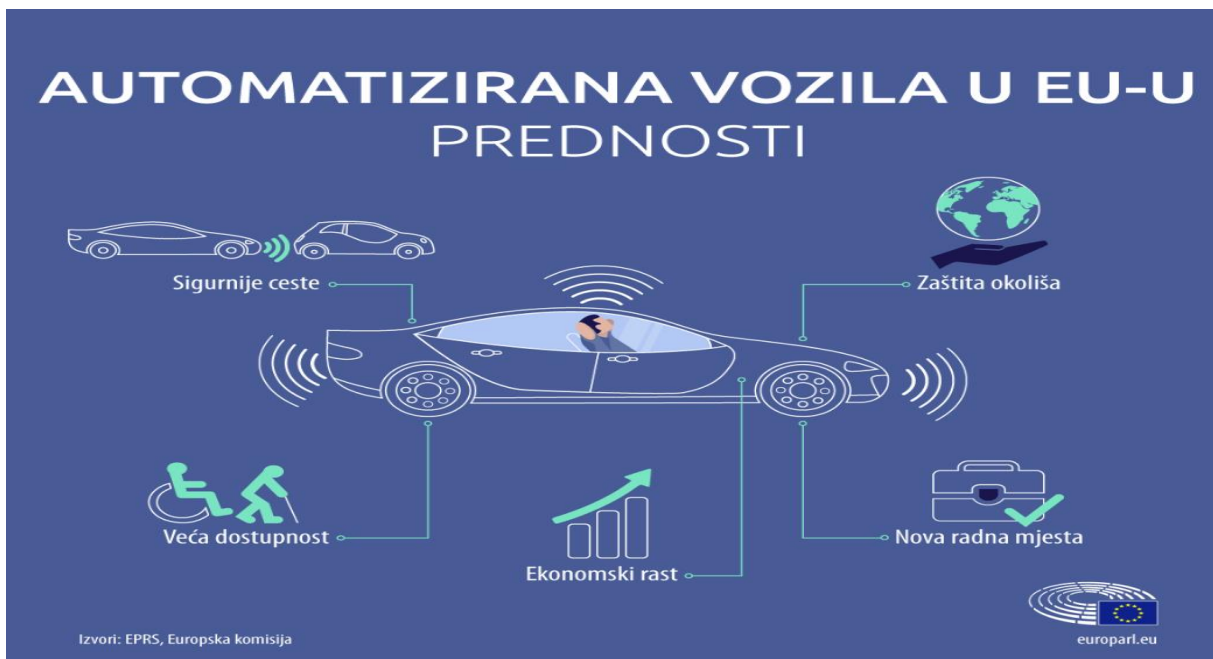 AUTOMATIZIRANA VOZILA U EU-U
PREDNOSTI
Sigurnije ceste
Zaštita okoliša
Veća dostupnost
Ekonomski rast
Nova radna mjesta
Izvori: EPRS, Europska komisija
europarl.eu